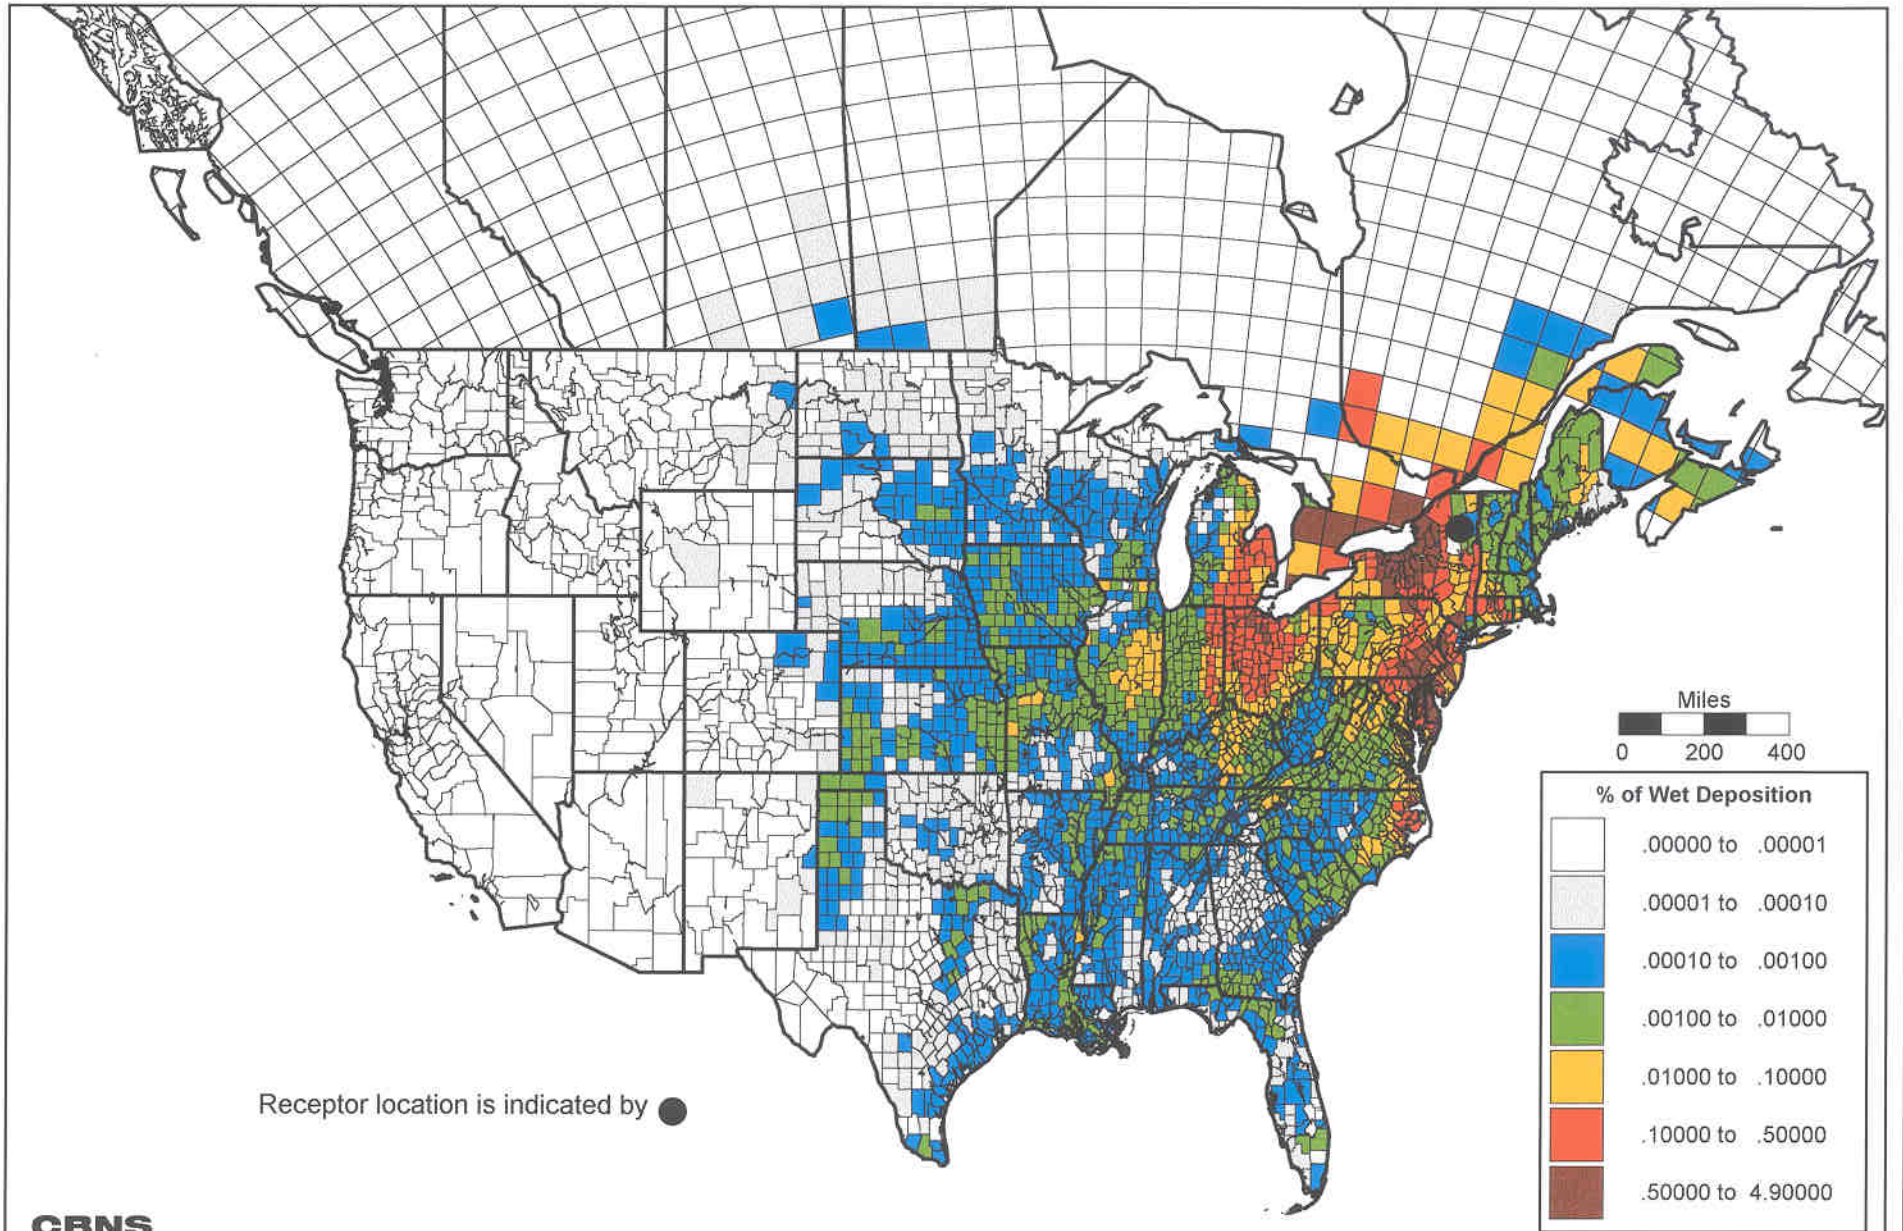 Miles
0 200 400
% of Wet Deposition
.00000 to .00001
.00001 to .00010
.00010 to .00100
.00100 to .01000
.01000 to .10000
.10000 to .50000
.50000 to 4.90000
Receptor location is indicated by
CBNS